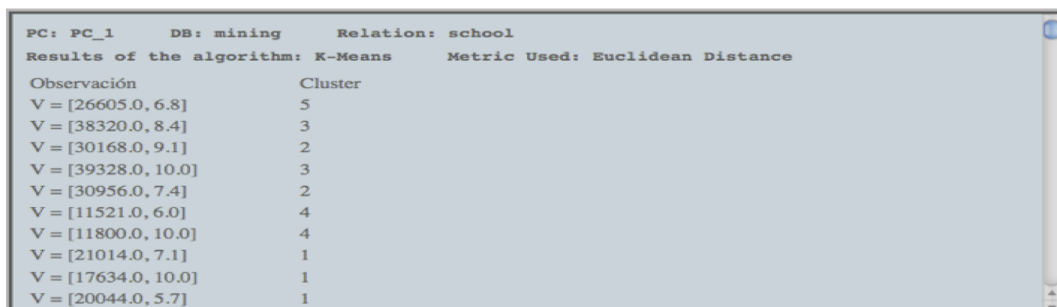 PC: PC_1 DB: mining Relation: school
Results of the algorithm: K-Means Metric Used: Euclidean Distance
Observación Cluster
V = [26605.0, 6.8] 5
V = [38320.0, 8.4] 3
V = [30168.0, 9.1] 2
V = [39328.0, 10.0] 3
V = [30956.0, 7.4] 2
V = [11521.0, 6.0] 4
V = [11800.0, 10.0] 4
V = [21014.0, 7.1] 1
V = [17634.0, 10.0] 1
V = [20044.0, 5.7] 1